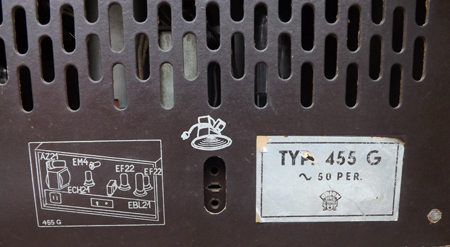 AZ21
EM4
EF22
EF22
ECH21
EBL21
455 G
TYP 455 G
~ 50 PER.